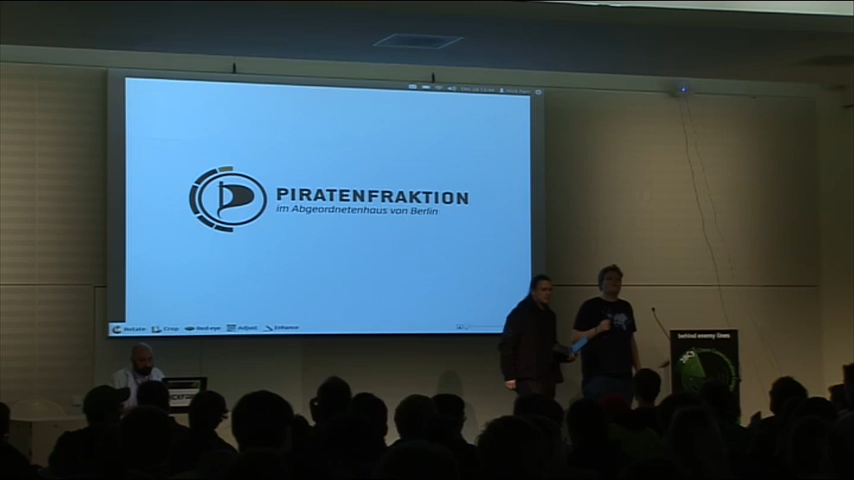 PIRATENFRAKTION
im Abgeordnetenhaus von Berlin
Rotate Crop Red-eye Adjust Enhance
behind enemy lines